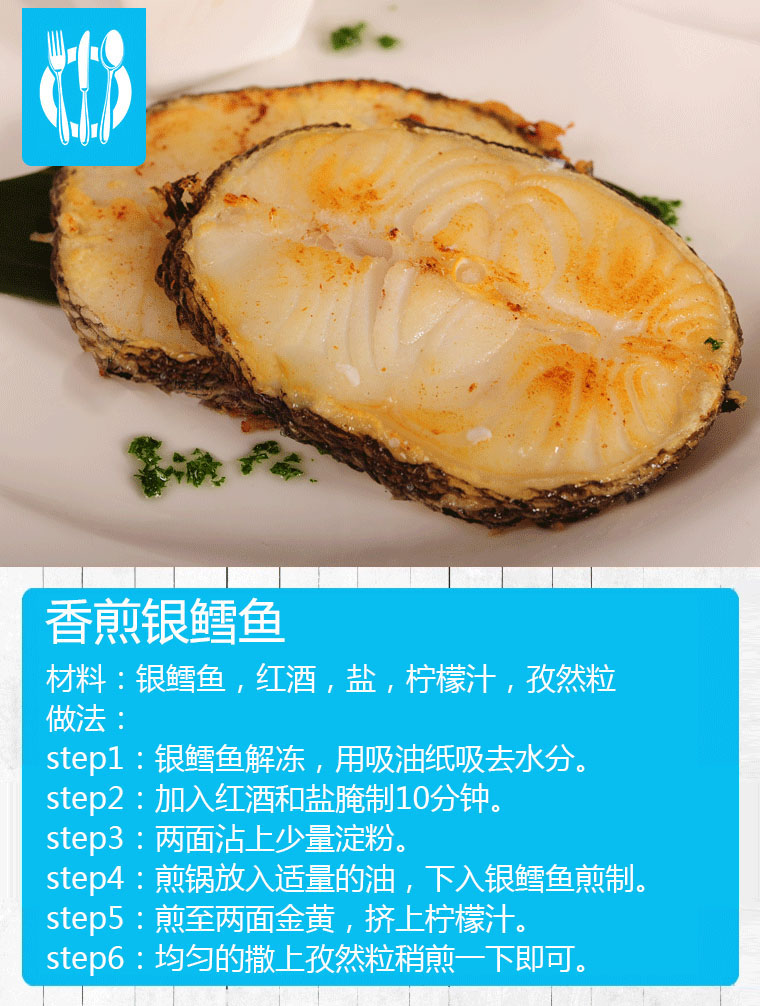 香煎银鳕鱼
材料：银鳕鱼，红酒，盐，柠檬汁，孜然粒
做法：
step1：银鳕鱼解冻，用吸油纸吸去水分。
step2：加入红酒和盐腌制10分钟。
step3：两面沾上少量淀粉。
step4：煎锅放入适量的油，下入银鳕鱼煎制。
step5：煎至两面金黄，挤上柠檬汁。
step6：均匀的撒上孜然粒稍煎一下即可。